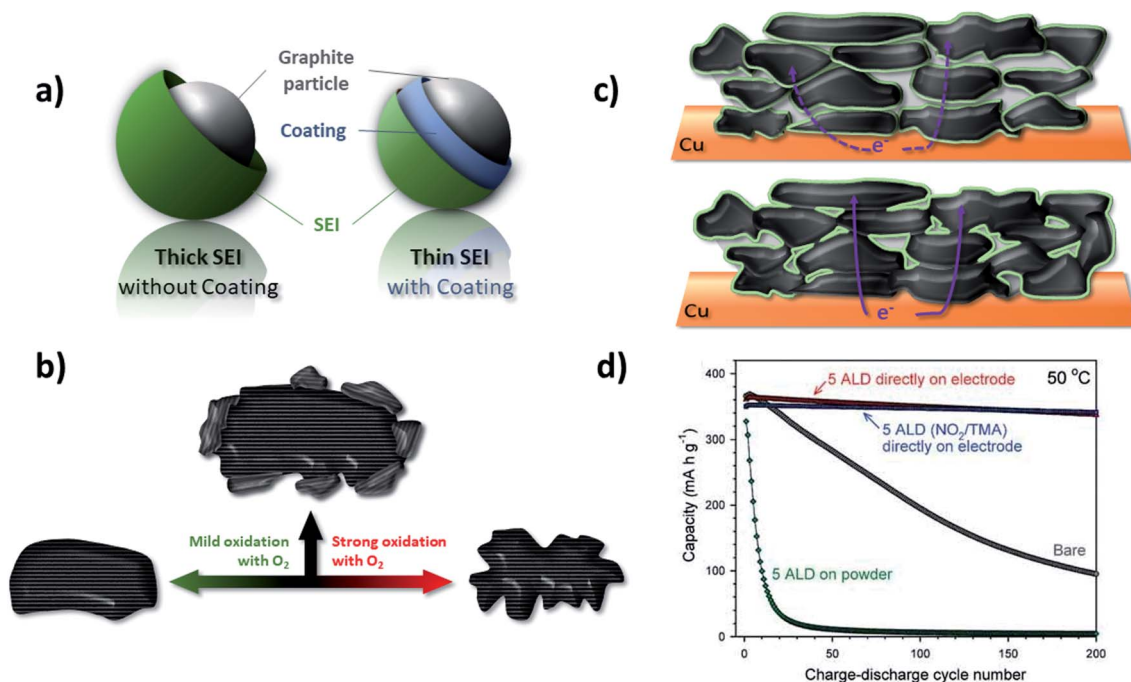 a)
Graphite
particle
Coating
SEI
Thick SEI
without Coating
Thin SEI
with Coating
b)
Mild oxidation
with O₂
Strong oxidation
with O₂
c)
Cu
e⁻
Cu
e⁻
d)
400
300
200
100
0
Capacity (mA h g⁻¹)
50 °C
5 ALD directly on electrode
5 ALD (NO₂/TMA)
directly on electrode
Bare
5 ALD on powder
0
50
100
150
200
Charge-discharge cycle number